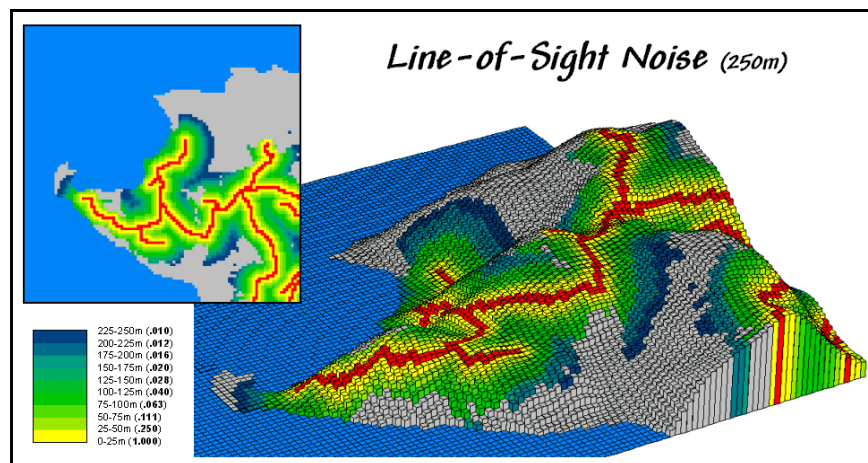 Line-of-Sight Noise (250m)
225-250m (.010)
200-225m (.012)
175-200m (.016)
150-175m (.020)
125-150m (.028)
100-125m (.040)
75-100m (.063)
50-75m (.111)
25-50m (.250)
0-25m (1.000)